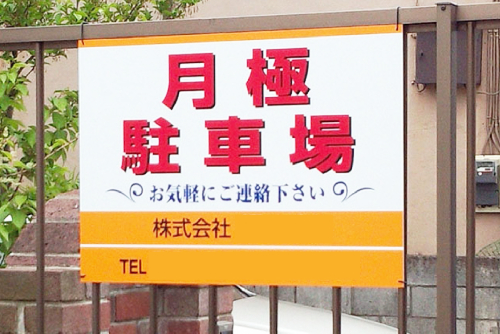 月極
駐車場
お気軽にご連絡下さい
株式会社
TEL